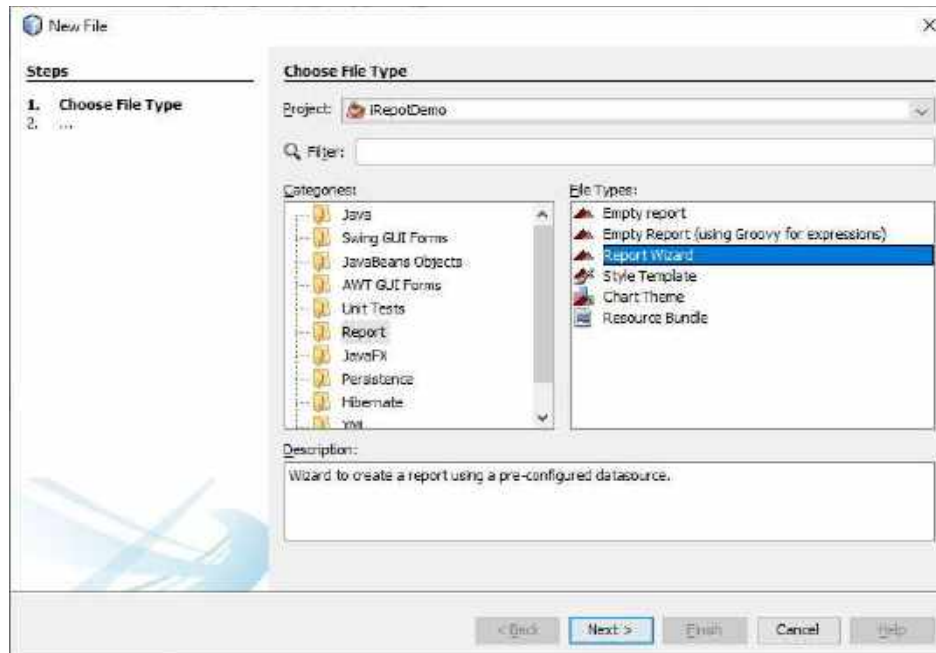 New File
Steps
1. Choose File Type
2. ...
Choose File Type
Project: iRepotDemo
Filter:
Categories:
Java
Swing GUI Forms
JavaBeans Objects
AWT GUI Forms
Unit Tests
Report
JavaFX
Persistence
Hibernate
XML
File Types:
Empty report
Empty Report (using Groovy for expressions)
Report Wizard
Style Template
Chart Theme
Resource Bundle
Description:
Wizard to create a report using a pre-configured datasource.
< Back Next > Finish Cancel Help